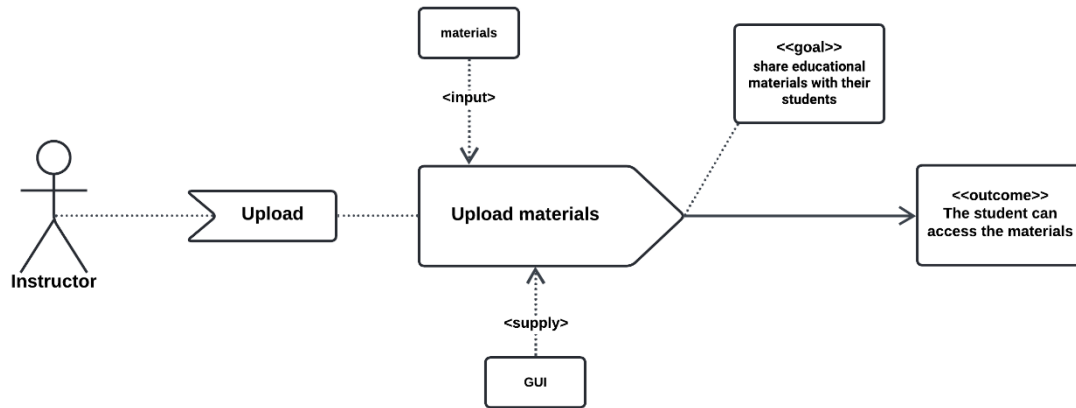 materials
<input>
<<goal>>
share educational
materials with their
students
Instructor
Upload
Upload materials
<<outcome>>
The student can
access the materials
<supply>
GUI